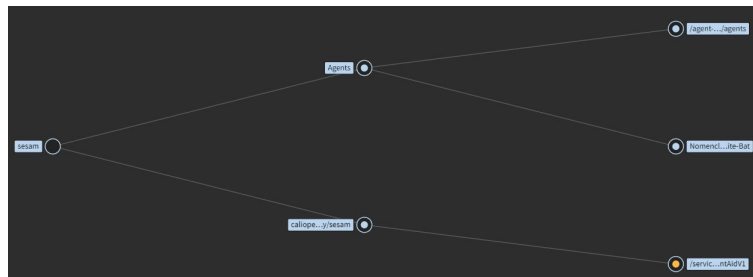 /agent-.../agents
Agents
sesam
Nomencl...ite-Bat
caliope...y/sesam
/servic...ntAidV1